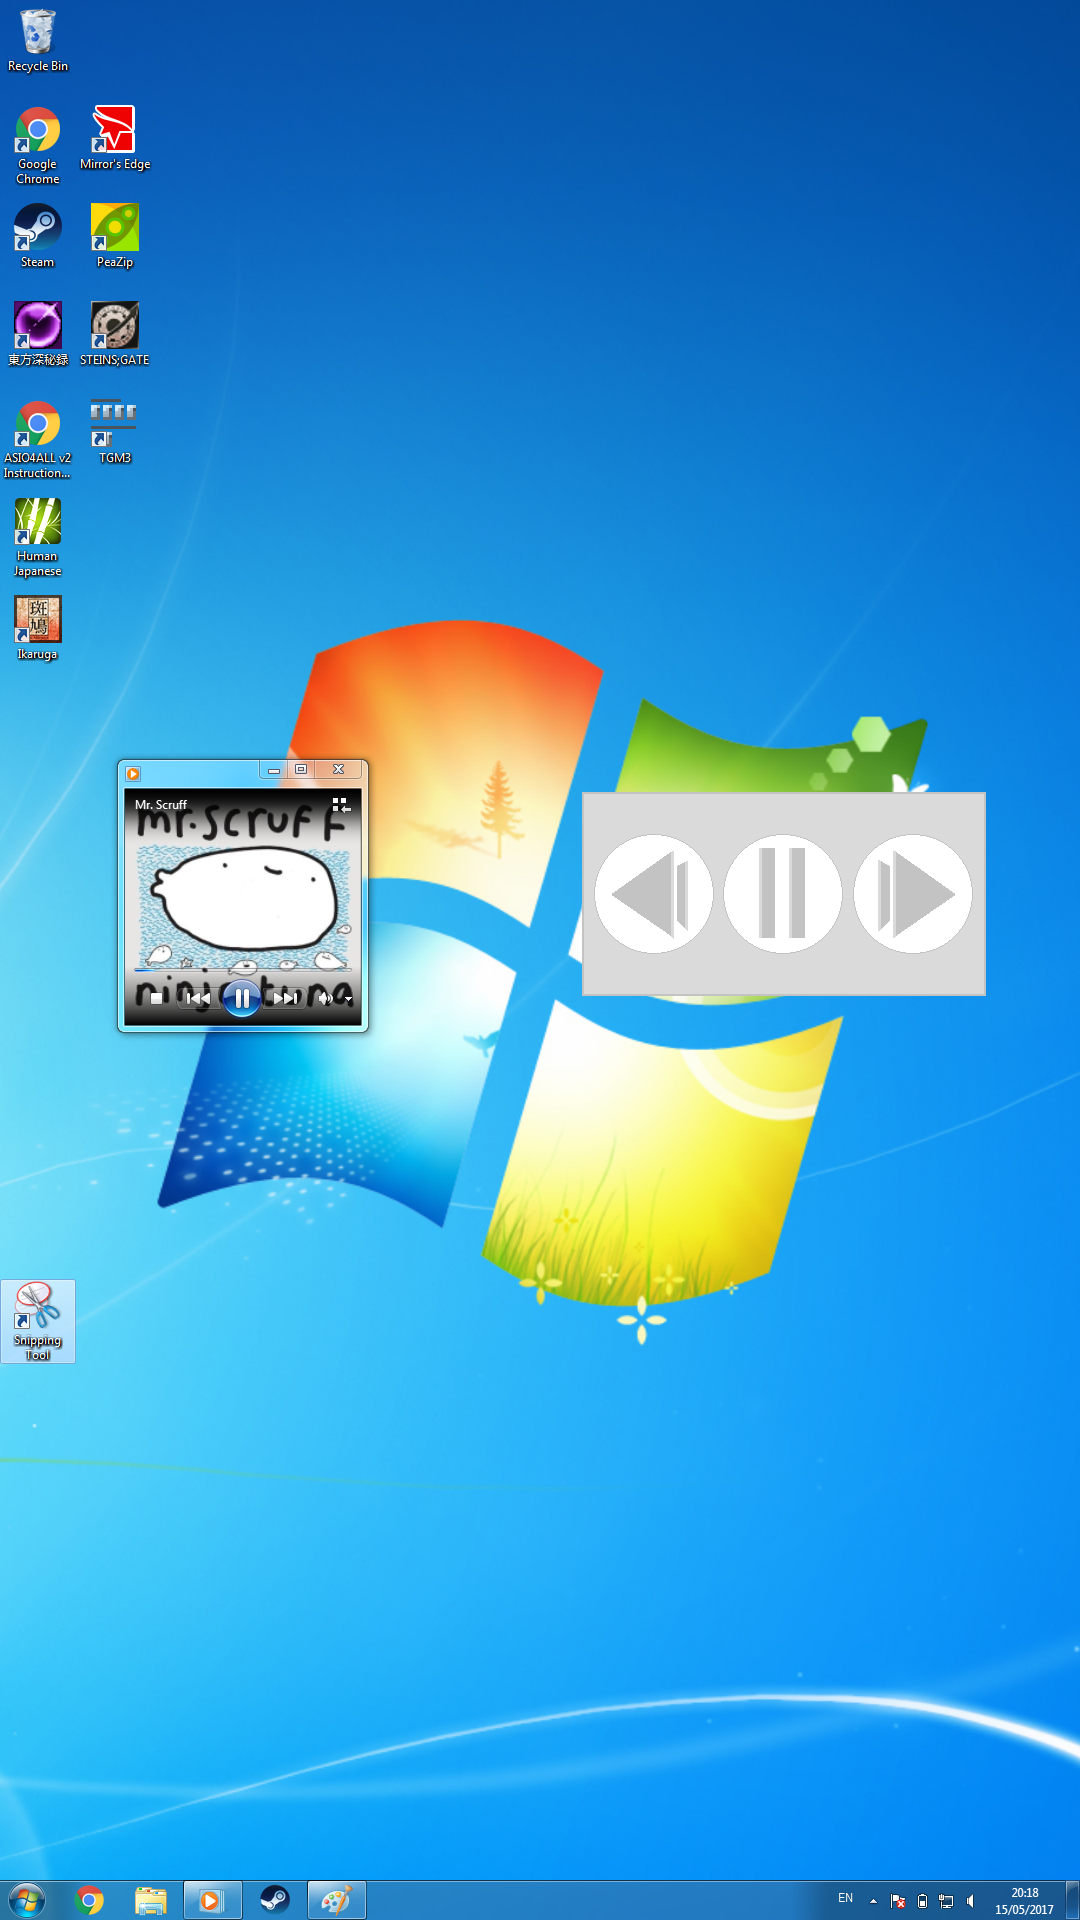 Recycle Bin
Google
Chrome
Mirror's Edge
Steam
PeaZip
東方深秘録
STEINS;GATE
ASIO4ALL v2
Instruction...
TGM3
Human
Japanese
斑
鳩
Ikaruga
Mr. Scruff
mr.scruff
ninja tuna
Snipping
Tool
EN
20:18
15/05/2017